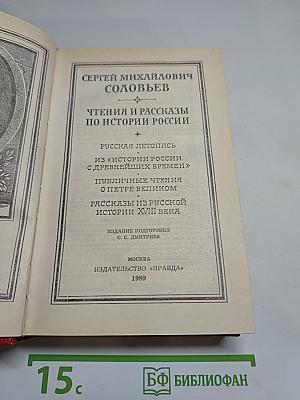 СЕРГЕЙ МИХАЙЛОВИЧ
СОЛОВЬЕВ
ЧТЕНИЯ И РАССКАЗЫ
ПО ИСТОРИИ РОССИИ
РУССКАЯ ЛЕТОПИСЬ
ИЗ «ИСТОРИИ РОССИИ
С ДРЕВНЕЙШИХ ВРЕМЕН»
ПУБЛИЧНЫЕ ЧТЕНИЯ
О ПЕТРЕ ВЕЛИКОМ
РАССКАЗЫ ИЗ РУССКОЙ
ИСТОРИИ XVIII ВЕКА
ИЗДАНИЕ ПОДГОТОВИЛ
С. С. ДМИТРИЕВ
МОСКВА
ИЗДАТЕЛЬСТВО «ПРАВДА»
1989
15 с
БФ БИБЛИОФАН